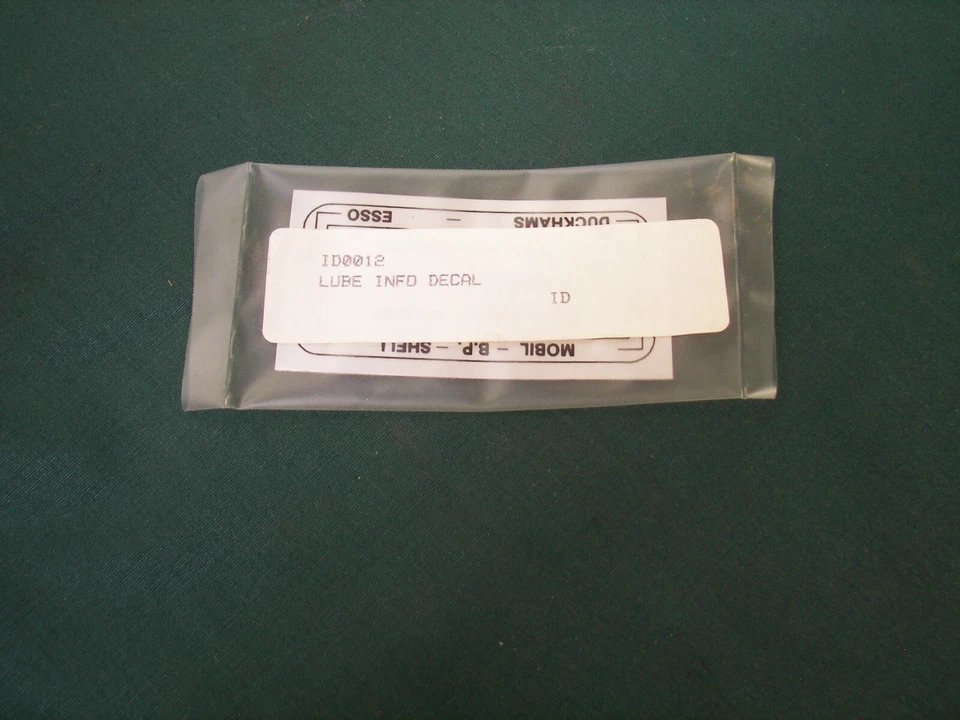 ESSO – DUCKHAMS
ID0012
LUBE INFO DECAL
ID
MOBIL – B.P. – SHELL